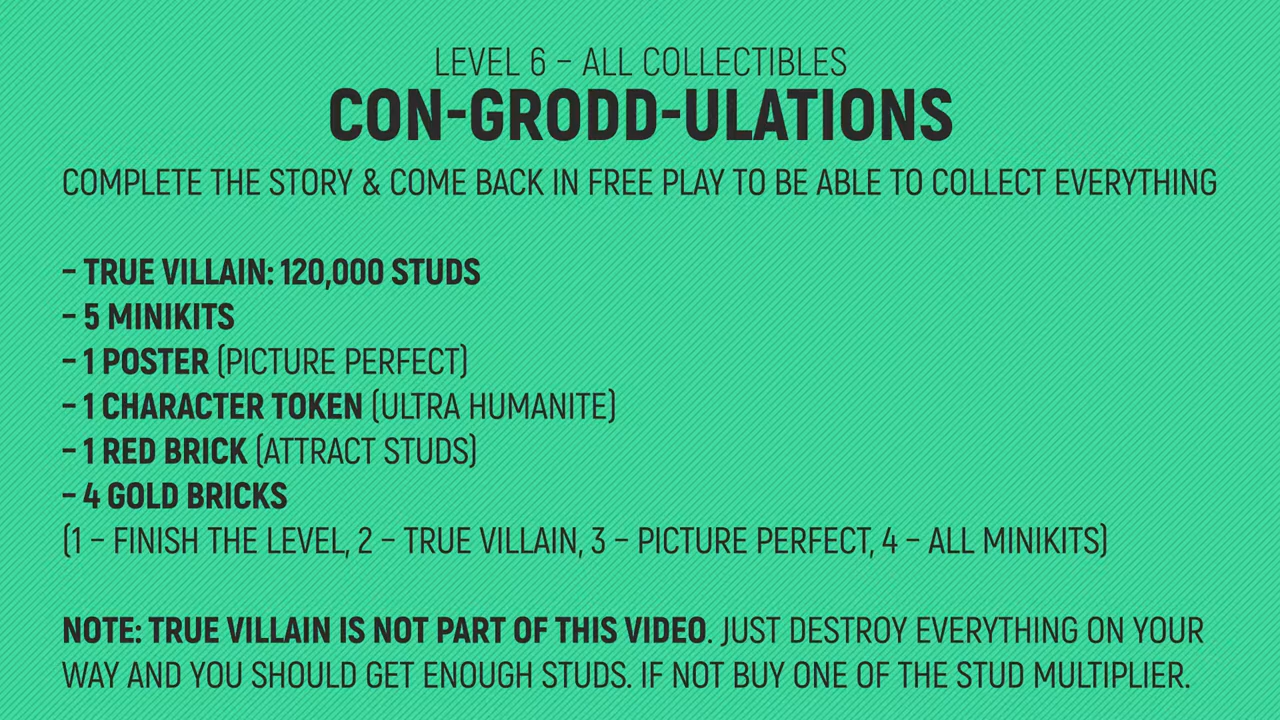 LEVEL 6 – ALL COLLECTIBLES
CON-GRODD-ULATIONS
COMPLETE THE STORY & COME BACK IN FREE PLAY TO BE ABLE TO COLLECT EVERYTHING
– TRUE VILLAIN: 120,000 STUDS
– 5 MINIKITS
– 1 POSTER (PICTURE PERFECT)
– 1 CHARACTER TOKEN (ULTRA HUMANITE)
– 1 RED BRICK (ATTRACT STUDS)
– 4 GOLD BRICKS
(1 – FINISH THE LEVEL, 2 – TRUE VILLAIN, 3 – PICTURE PERFECT, 4 – ALL MINIKITS)
NOTE: TRUE VILLAIN IS NOT PART OF THIS VIDEO. JUST DESTROY EVERYTHING ON YOUR
WAY AND YOU SHOULD GET ENOUGH STUDS. IF NOT BUY ONE OF THE STUD MULTIPLIER.